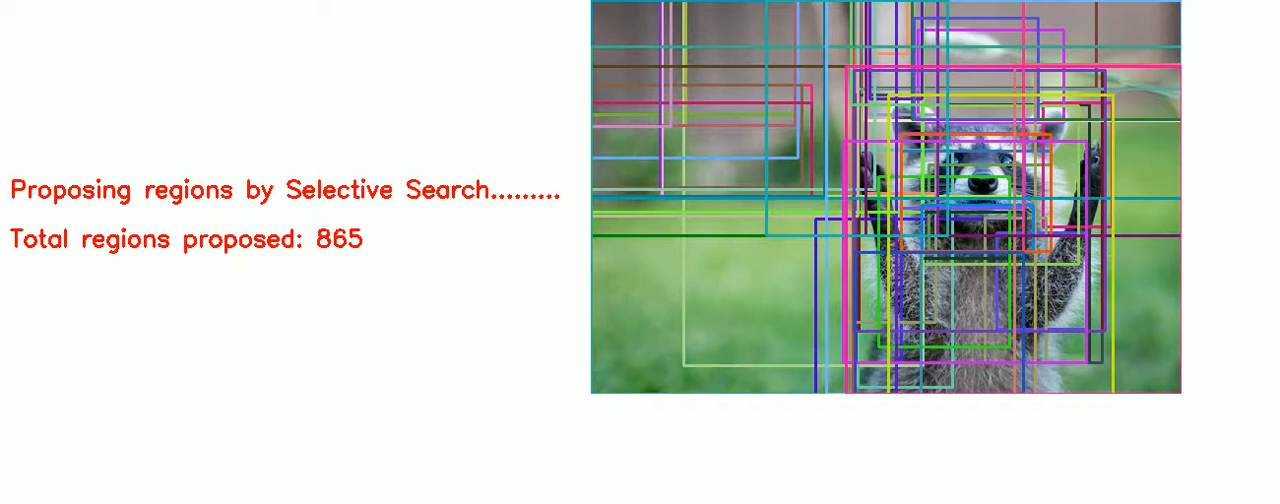 Proposing regions by Selective Search.........
Total regions proposed: 865